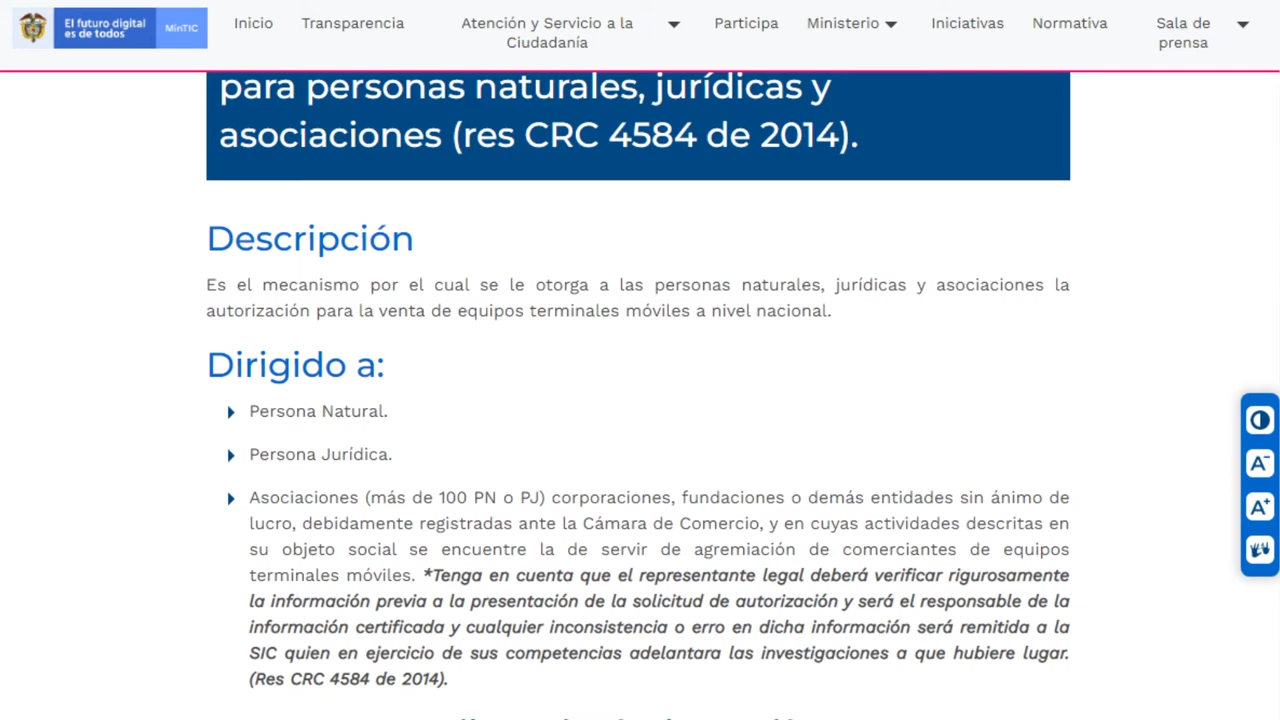 El futuro digital
es de todos
MinTIC
Inicio
Transparencia
Atención y Servicio a la
Ciudadanía
Participa
Ministerio
Iniciativas
Normativa
Sala de
prensa
para personas naturales, jurídicas y
asociaciones (res CRC 4584 de 2014).
Descripción
Es el mecanismo por el cual se le otorga a las personas naturales, jurídicas y asociaciones la
autorización para la venta de equipos terminales móviles a nivel nacional.
Dirigido a:
Persona Natural.
Persona Jurídica.
Asociaciones (más de 100 PN o PJ) corporaciones, fundaciones o demás entidades sin ánimo de
lucro, debidamente registradas ante la Cámara de Comercio, y en cuyas actividades descritas en
su objeto social se encuentre la de servir de agremiación de comerciantes de equipos
terminales móviles. *Tenga en cuenta que el representante legal deberá verificar rigurosamente
la información previa a la presentación de la solicitud de autorización y será el responsable de la
información certificada y cualquier inconsistencia o erro en dicha información será remitida a la
SIC quien en ejercicio de sus competencias adelantara las investigaciones a que hubiere lugar.
(Res CRC 4584 de 2014).
A-
A+